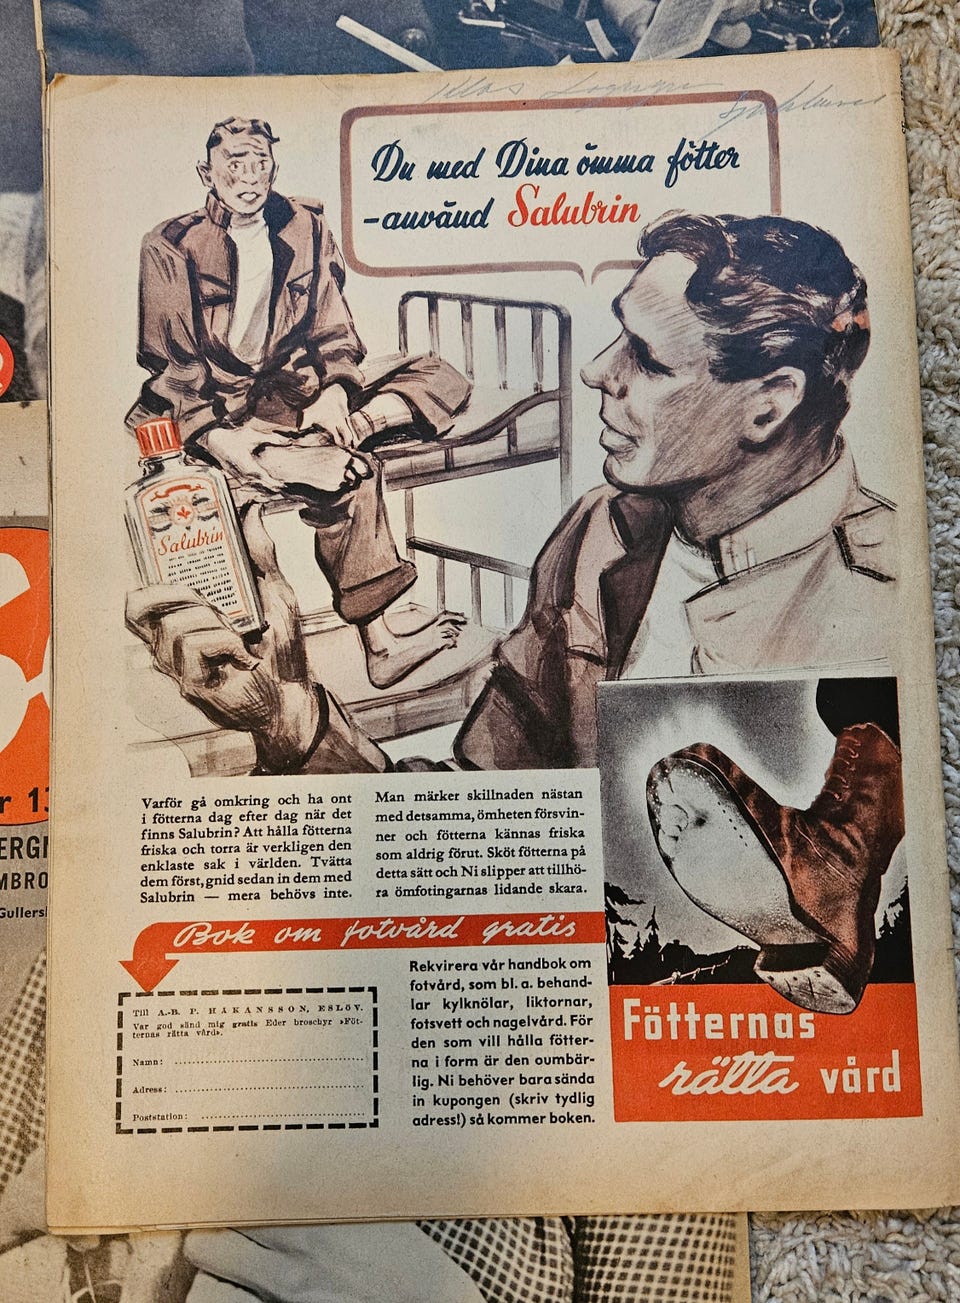 Du med Dina ömma fötter
-använd Salubrin
Salubrin
Varför gå omkring och ha ont
i fötterna dag efter dag när det
finns Salubrin? Att hålla fötterna
friska och torra är verkligen den
enklaste sak i världen. Tvätta
dem först, gnid sedan in dem med
Salubrin — mera behövs inte.
Man märker skillnaden nästan
med detsamma, ömheten försvin-
ner och fötterna kännas friska
som aldrig förut. Sköt fötterna på
detta sätt och Ni slipper att tillhö-
ra ömfotingarnas lidande skara.
Bok om fotvård gratis
Till A.-B. P. HÅKANSSON, ESLÖV.
Var god sänd mig gratis Eder broschyr »Föt-
ternas rätta vård».
Namn:
Adress:
Poststation:
Rekvirera vår handbok om
fotvård, som bl. a. behand-
lar kylknölar, liktornar,
fotsvett och nagelvård. För
den som vill hålla fötter-
na i form är den oumbär-
lig. Ni behöver bara sända
in kupongen (skriv tydlig
adress!) så kommer boken.
Fötternas
rätta vård